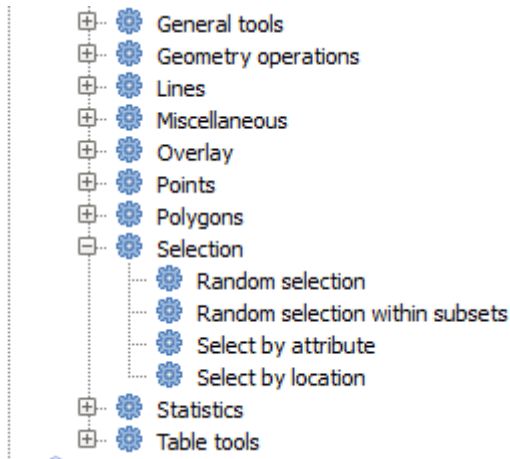 General tools
Geometry operations
Lines
Miscellaneous
Overlay
Points
Polygons
Selection
Random selection
Random selection within subsets
Select by attribute
Select by location
Statistics
Table tools